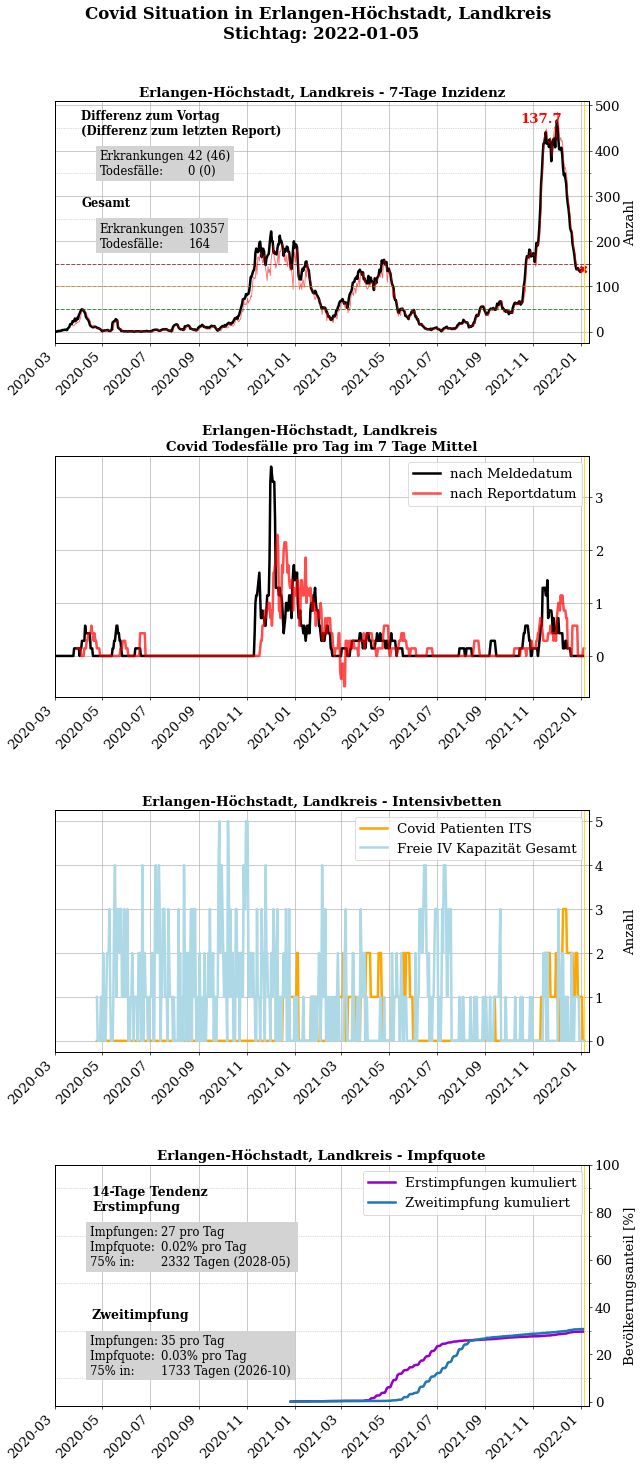 Covid Situation in Erlangen-Höchstadt, Landkreis
Stichtag: 2022-01-05
Erlangen-Höchstadt, Landkreis - 7-Tage Inzidenz
Differenz zum Vortag
(Differenz zum letzten Report)
Erkrankungen 42 (46)
Todesfälle: 0 (0)
Gesamt
Erkrankungen 10357
Todesfälle: 164
137.7
500
400
300
200
100
0
Anzahl
2020-03 2020-05 2020-07 2020-09 2020-11 2021-01 2021-03 2021-05 2021-07 2021-09 2021-11 2022-01
Erlangen-Höchstadt, Landkreis
Covid Todesfälle pro Tag im 7 Tage Mittel
nach Meldedatum
nach Reportdatum
3
2
1
0
2020-03 2020-05 2020-07 2020-09 2020-11 2021-01 2021-03 2021-05 2021-07 2021-09 2021-11 2022-01
Erlangen-Höchstadt, Landkreis - Intensivbetten
Covid Patienten ITS
Freie IV Kapazität Gesamt
5
4
3
2
1
0
Anzahl
2020-03 2020-05 2020-07 2020-09 2020-11 2021-01 2021-03 2021-05 2021-07 2021-09 2021-11 2022-01
Erlangen-Höchstadt, Landkreis - Impfquote
14-Tage Tendenz
Erstimpfung
Impfungen: 27 pro Tag
Impfquote: 0.02% pro Tag
75% in: 2332 Tagen (2028-05)
Zweitimpfung
Impfungen: 35 pro Tag
Impfquote: 0.03% pro Tag
75% in: 1733 Tagen (2026-10)
Erstimpfungen kumuliert
Zweitimpfung kumuliert
100
80
60
40
20
0
Bevölkerungsanteil [%]
2020-03 2020-05 2020-07 2020-09 2020-11 2021-01 2021-03 2021-05 2021-07 2021-09 2021-11 2022-01